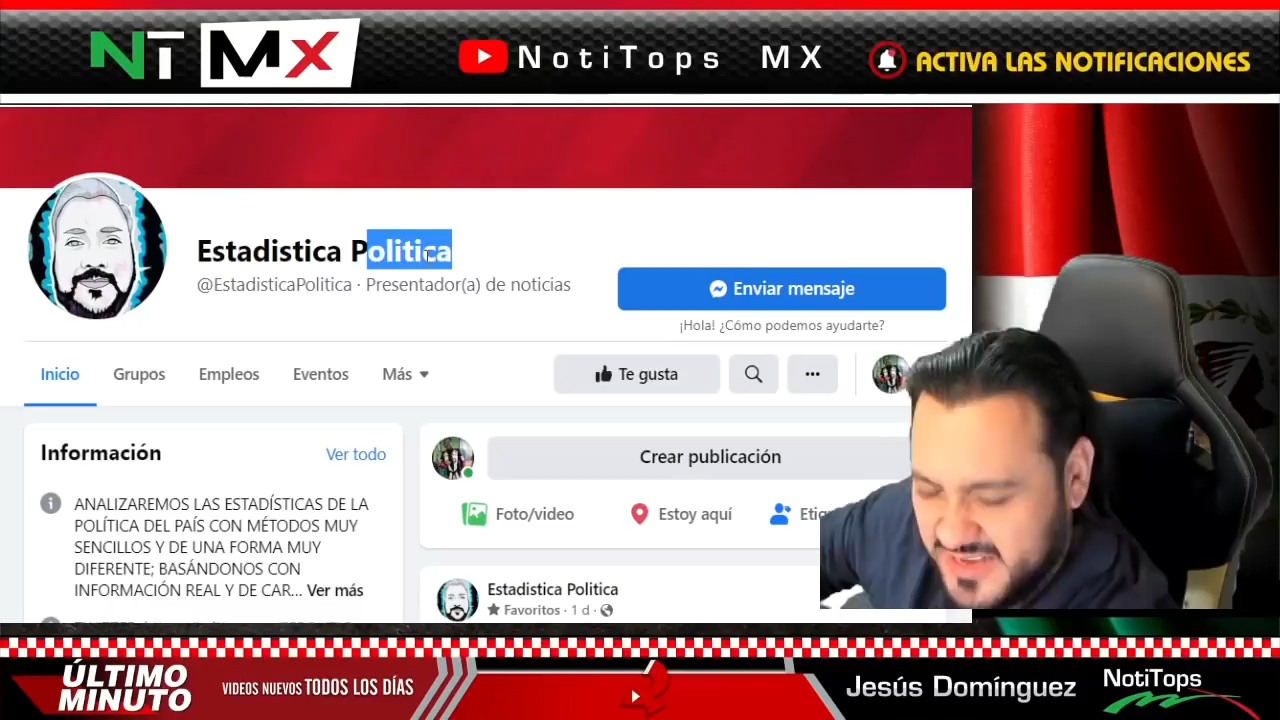 NT MX
NotiTops MX
ACTIVA LAS NOTIFICACIONES
Estadistica Politica
@EstadisticaPolitica · Presentador(a) de noticias
Enviar mensaje
¡Hola! ¿Cómo podemos ayudarte?
Inicio
Grupos
Empleos
Eventos
Más
Te gusta
Información
Ver todo
ANALIZAREMOS LAS ESTADÍSTICAS DE LA
POLÍTICA DEL PAÍS CON MÉTODOS MUY
SENCILLOS Y DE UNA FORMA MUY
DIFERENTE; BASÁNDONOS CON
INFORMACIÓN REAL Y DE CAR... Ver más
Crear publicación
Foto/video
Estoy aquí
Estadistica Politica
Favoritos · 1 d ·
ÚLTIMO
MINUTO
VIDEOS NUEVOS TODOS LOS DÍAS
Jesús Domínguez
NotiTops